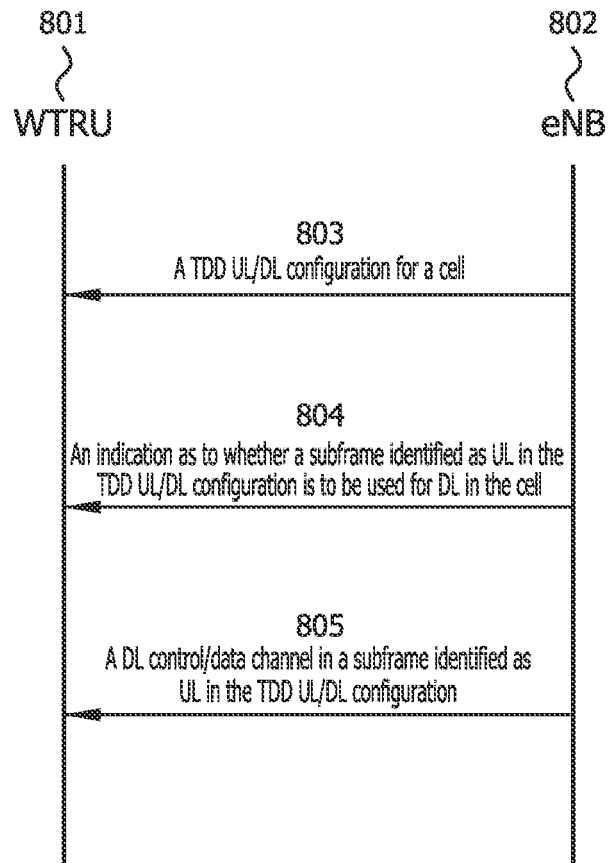 801 802
WTRU eNB
803
A TDD UL/DL configuration for a cell
804
An indication as to whether a subframe identified as UL in the
TDD UL/DL configuration is to be used for DL in the cell
805
A DL control/data channel in a subframe identified as
UL in the TDD UL/DL configuration